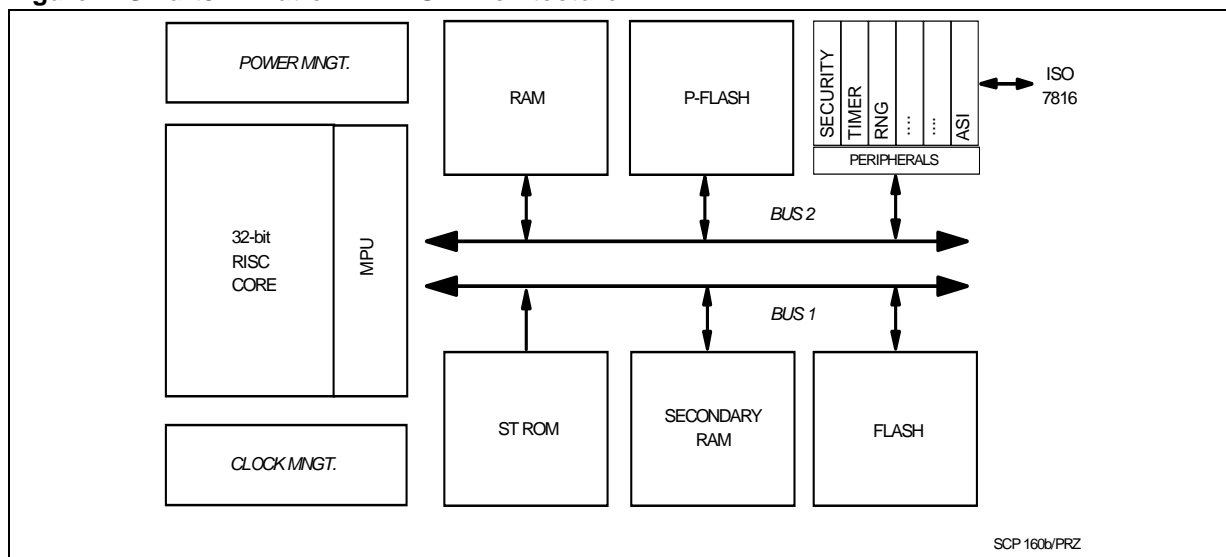 POWER MNGT.
RAM
P-FLASH
SECURITY
TIMER
RNG
....
....
ASI
PERIPHERALS
ISO
7816
BUS 2
32-bit
RISC
CORE
MPU
BUS 1
ST ROM
SECONDARY
RAM
FLASH
CLOCK MNGT.
SCP 160b/PRZ